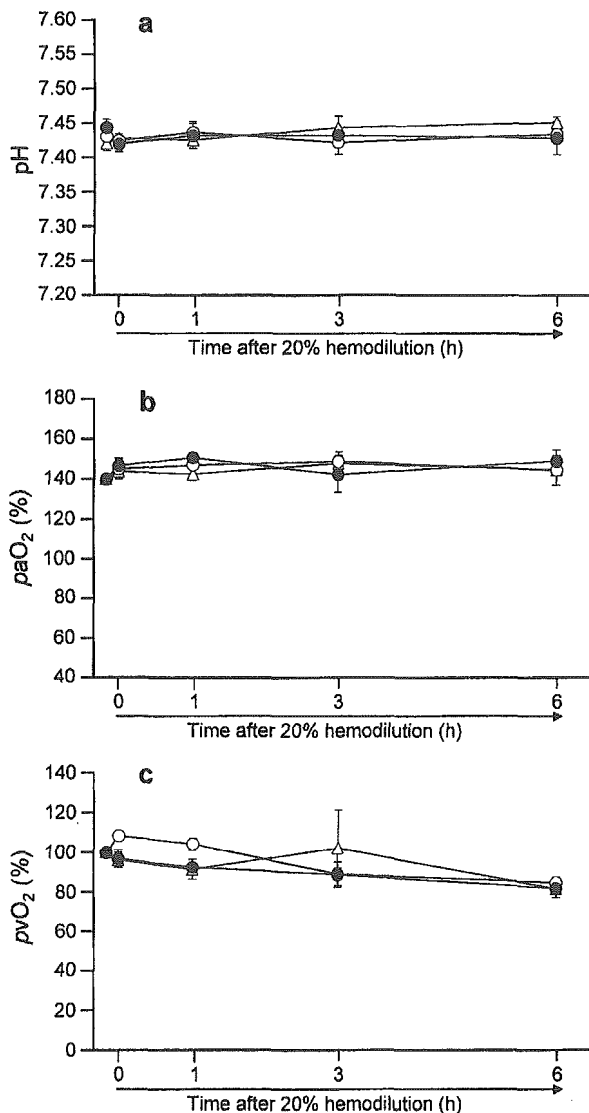 a
7.60
7.55
7.50
7.45
7.40
7.35
7.30
7.25
7.20
pH
0 1 3 6
Time after 20% hemodilution (h)
b
180
160
140
120
100
80
60
40
paO2 (%)
0 1 3 6
Time after 20% hemodilution (h)
c
140
120
100
80
60
40
20
0
pvO2 (%)
0 1 3 6
Time after 20% hemodilution (h)